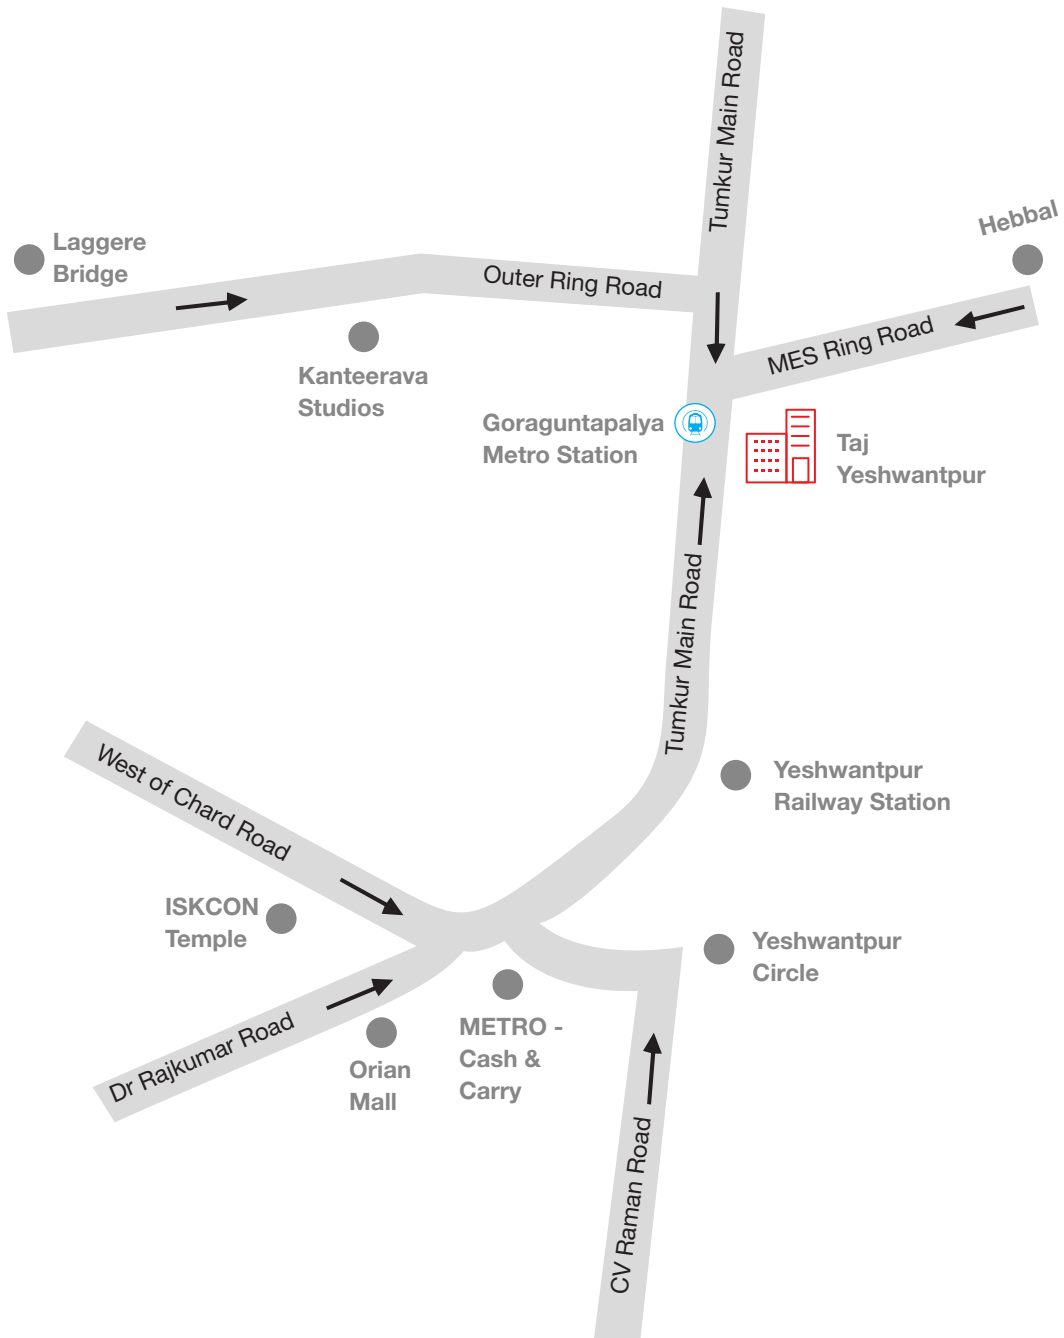 Tumkur Main Road
Hebbal
Laggere
Bridge
Outer Ring Road
MES Ring Road
Kanteerava
Studios
Goraguntapalya
Metro Station
Taj
Yeshwantpur
Tumkur Main Road
West of Chard Road
Yeshwantpur
Railway Station
ISKCON
Temple
Yeshwantpur
Circle
Dr Rajkumar Road
METRO -
Cash &
Carry
Orian
Mall
CV Raman Road